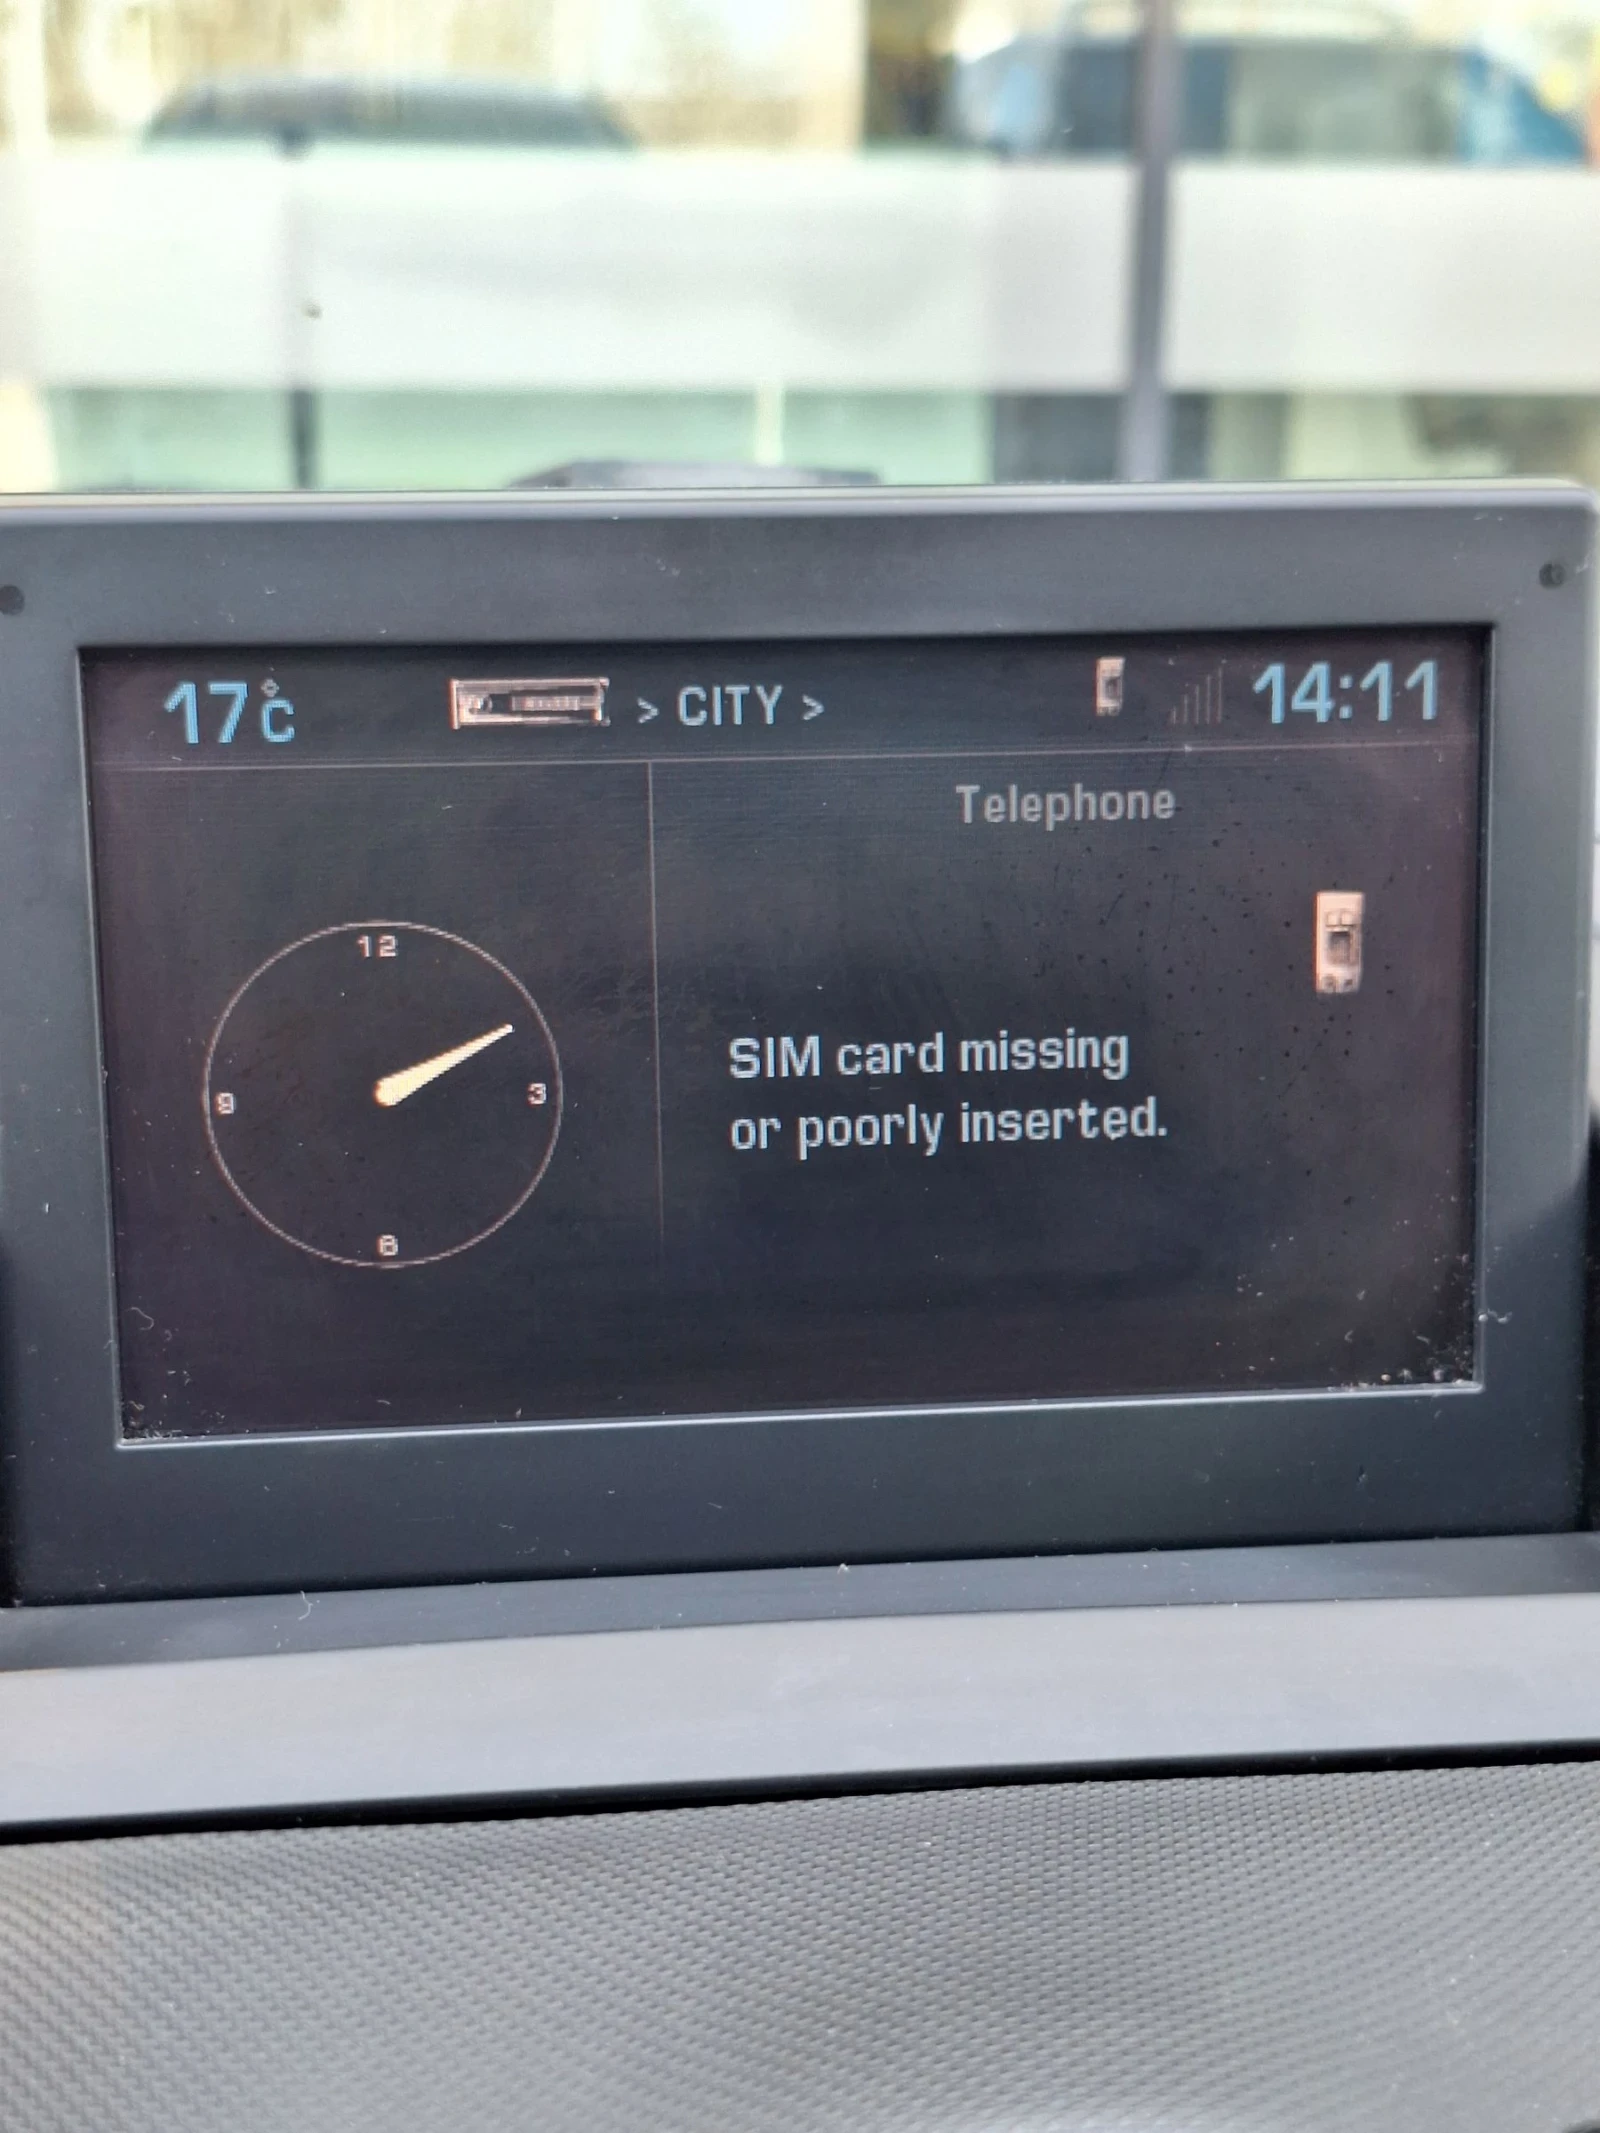 17°C
> CITY >
14:11
Telephone
12
9
3
6
SIM card missing
or poorly inserted.